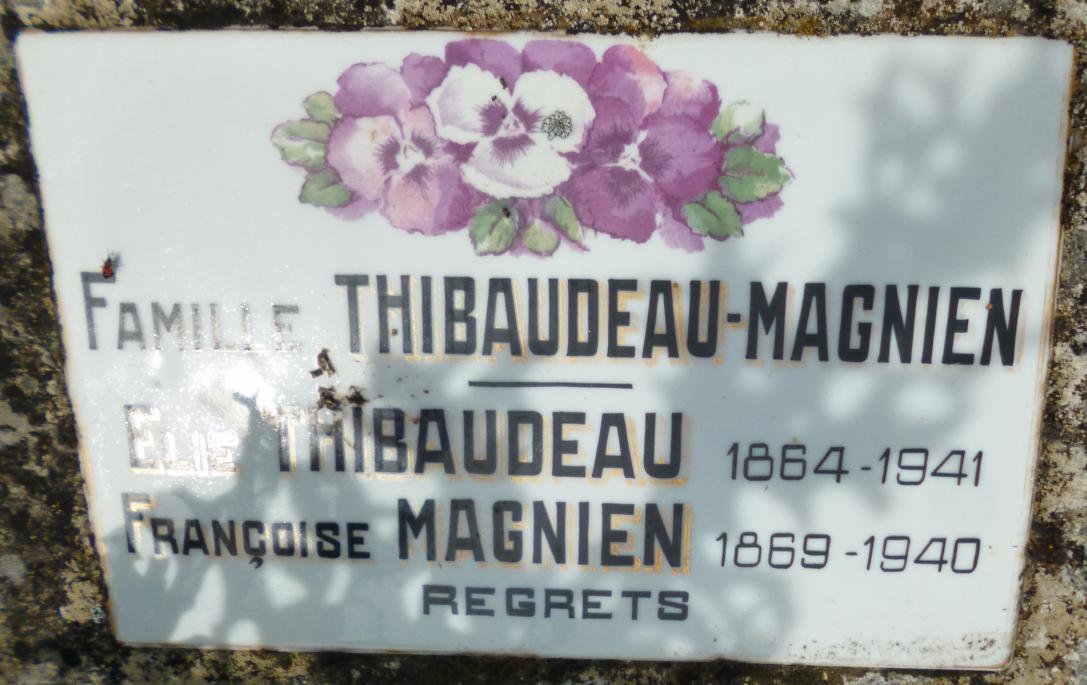 FAMILLE THIBAUDEAU-MAGNIEN
ELIE THIBAUDEAU 1864-1941
FRANÇOISE MAGNIEN 1869-1940
REGRETS